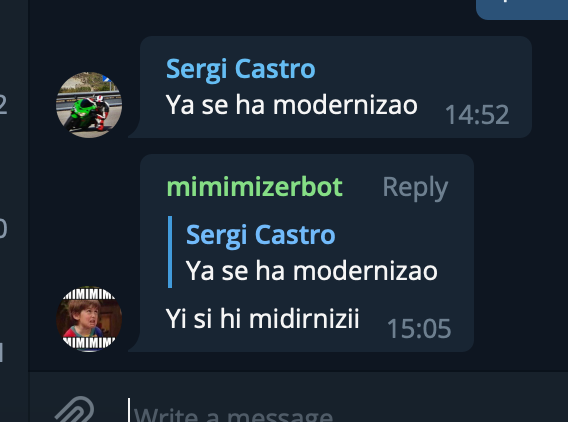 Sergi Castro
Ya se ha modernizao
14:52
mimimizerbot Reply
Sergi Castro
Ya se ha modernizao
Yi si hi midirnizii
15:05
MIMIMIMI
MIMIMIMI
Write a message